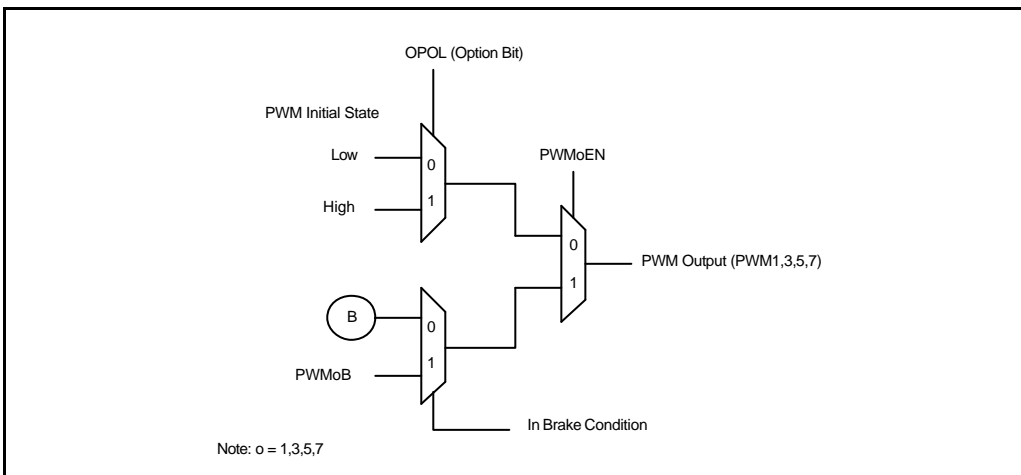 OPOL (Option Bit)
PWM Initial State
Low
0
PWMoEN
High
1
0
PWM Output (PWM1,3,5,7)
1
B
0
PWMoB
1
In Brake Condition
Note: o = 1,3,5,7